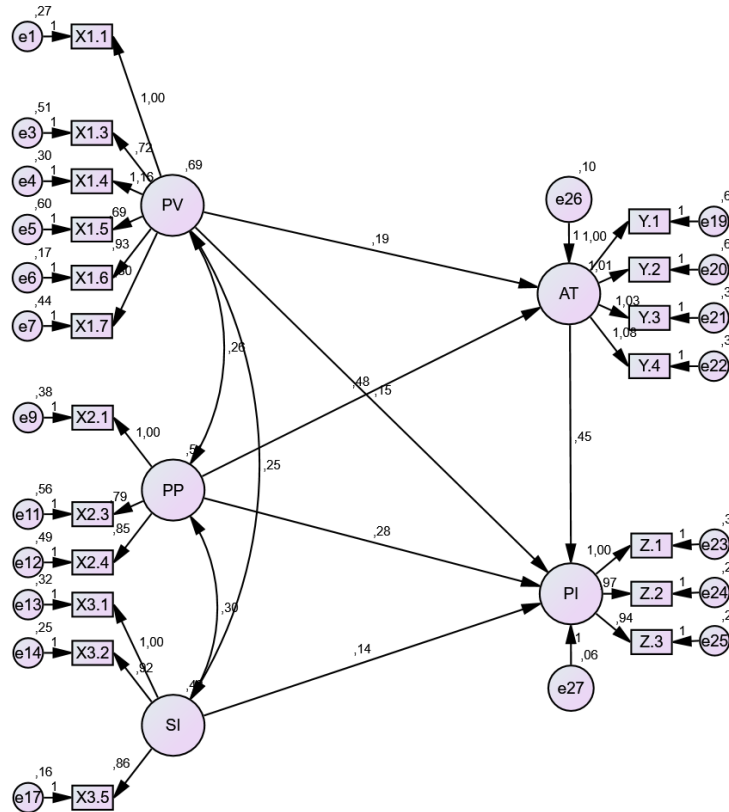 ,27
e1 1 X1.1
1,00
,51
e3 1 X1.3
,72
,30
e4 1 X1.4
1,16
,60
e5 1 X1.5
,69
,17
e6 1 X1.6
,93
,44
e7 1 X1.7
,69
PV
,10
e26
1
,19
AT
1,00
Y.1 1 e19
1,01
Y.2 1 e20
1,03
Y.3 1 e21
1,08
Y.4 1 e22
,26
,48
,15
,45
,25
,38
e9 1 X2.1
1,00
,56
e11 1 X2.3
,79
,49
e12 1 X2.4
,85
PP
,28
,30
,32
e13 1 X3.1
1,00
,25
e14 1 X3.2
,92
,16
e17 1 X3.5
,86
SI
,14
PI
1,00
Z.1 1 e23
,97
Z.2 1 e24
,94
Z.3 1 e25
1
,06
e27